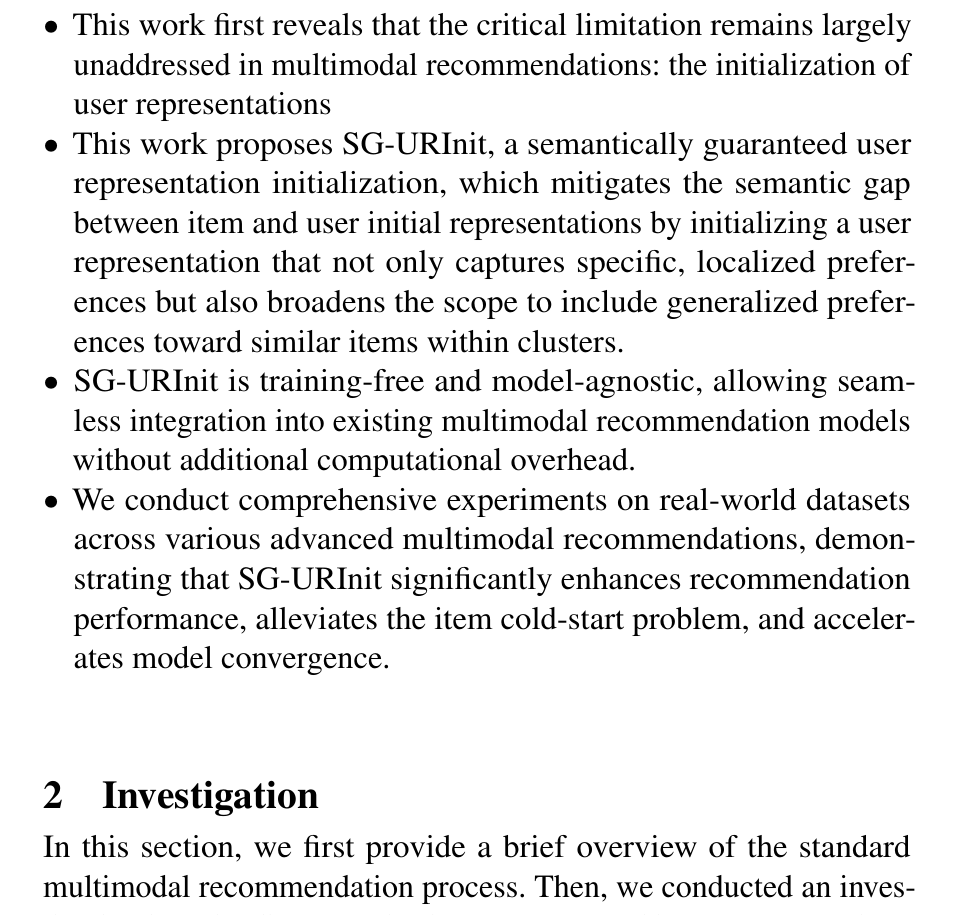 • This work first reveals that the critical limitation remains largely
unaddressed in multimodal recommendations: the initialization of
user representations
• This work proposes SG-URInit, a semantically guaranteed user
representation initialization, which mitigates the semantic gap
between item and user initial representations by initializing a user
representation that not only captures specific, localized prefer-
ences but also broadens the scope to include generalized prefer-
ences toward similar items within clusters.
• SG-URInit is training-free and model-agnostic, allowing seam-
less integration into existing multimodal recommendation models
without additional computational overhead.
• We conduct comprehensive experiments on real-world datasets
across various advanced multimodal recommendations, demon-
strating that SG-URInit significantly enhances recommendation
performance, alleviates the item cold-start problem, and acceler-
ates model convergence.
2 Investigation
In this section, we first provide a brief overview of the standard
multimodal recommendation process. Then, we conducted an inves-